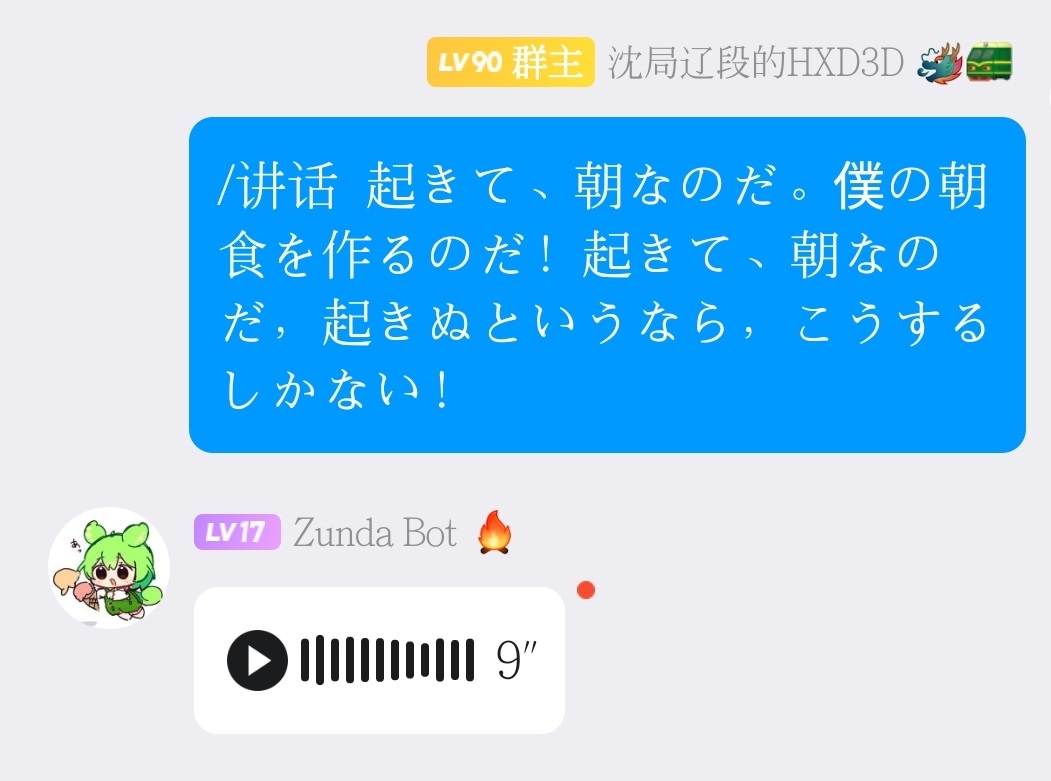 LV90 群主 沈局辽段的HXD3D
/讲话 起きて、朝なのだ。僕の朝
食を作るのだ！起きて、朝なの
だ，起きぬというなら，こうする
しかない！
あっ
LV17 Zunda Bot
9″